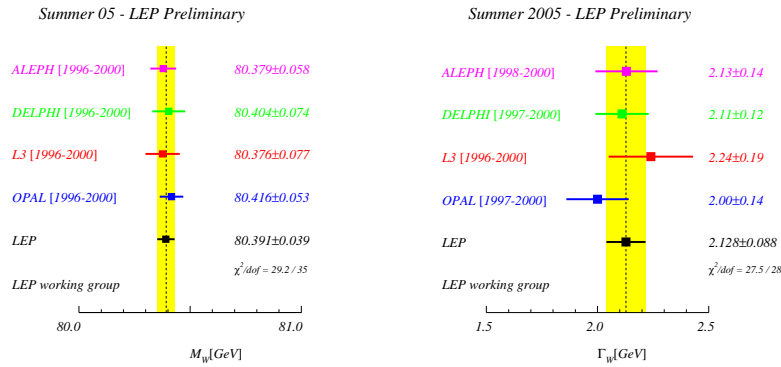 Summer 05 - LEP Preliminary
ALEPH [1996-2000] 80.379±0.058
DELPHI [1996-2000] 80.404±0.074
L3 [1996-2000] 80.376±0.077
OPAL [1996-2000] 80.416±0.053
LEP 80.391±0.039
χ²/dof = 29.2 / 35
LEP working group
80.0 81.0
M_W[GeV]
Summer 2005 - LEP Preliminary
ALEPH [1998-2000] 2.13±0.14
DELPHI [1997-2000] 2.11±0.12
L3 [1996-2000] 2.24±0.19
OPAL [1997-2000] 2.00±0.14
LEP 2.128±0.088
χ²/dof = 27.5 / 28
LEP working group
1.5 2.0 2.5
Γ_W[GeV]